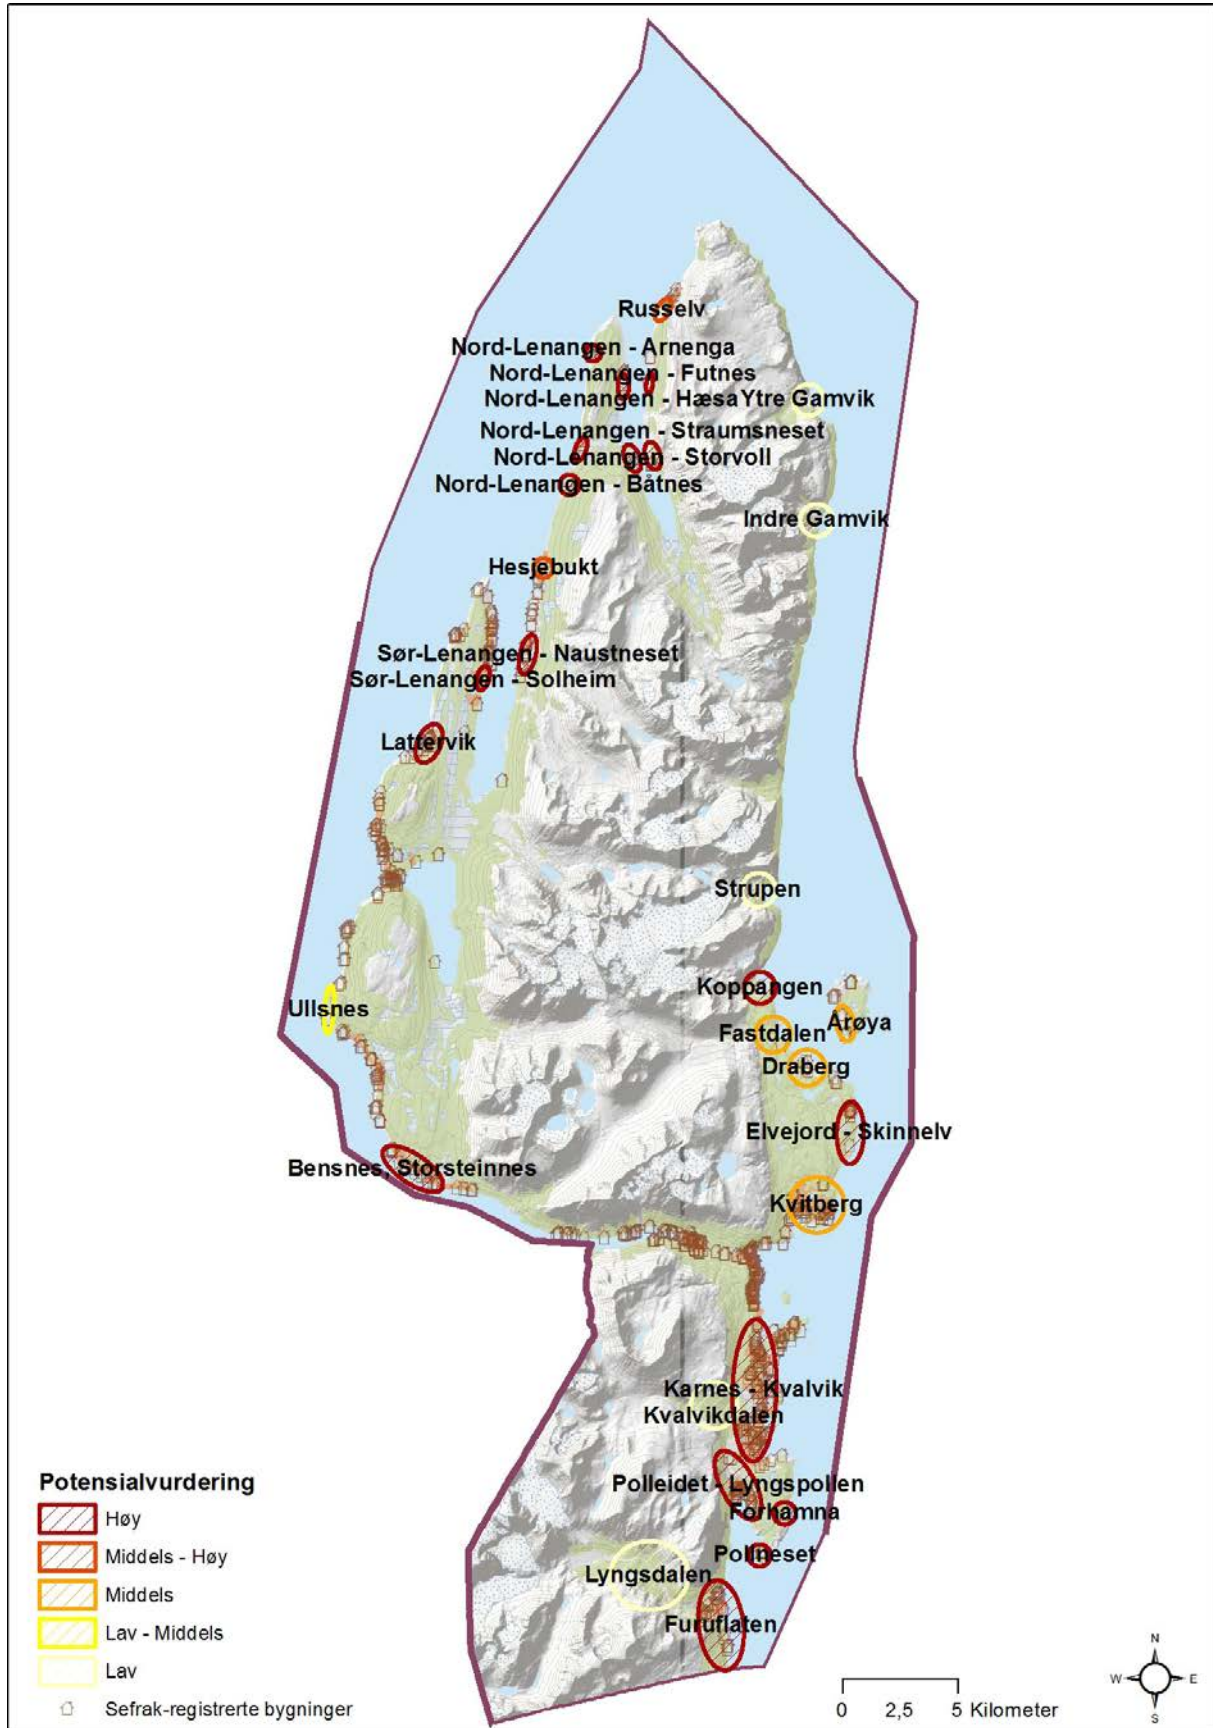 Russelv
Nord-Lenangen - Arnenga
Nord-Lenangen - Futnes
Nord-Lenangen - Hæsa
Ytre Gamvik
Nord-Lenangen - Straumsneset
Nord-Lenangen - Storvoll
Nord-Lenangen - Båtnes
Indre Gamvik
Hesjebukt
Sør-Lenangen - Naustneset
Sør-Lenangen - Solheim
Lattervik
Strupen
Koppangen
Ullsnes
Årøya
Fastdalen
Draberg
Elvejord - Skinnelv
Bensnes, Storsteinnes
Kvitberg
Karnes - Kvalvik
Kvalvikdalen
Polleidet - Lyngspollen
Forhamna
Pollneset
Lyngsdalen
Furuflaten
Potensialvurdering
Høy
Middels - Høy
Middels
Lav - Middels
Lav
Sefrak-registrerte bygninger
0 2,5 5 Kilometer
N
W E
S